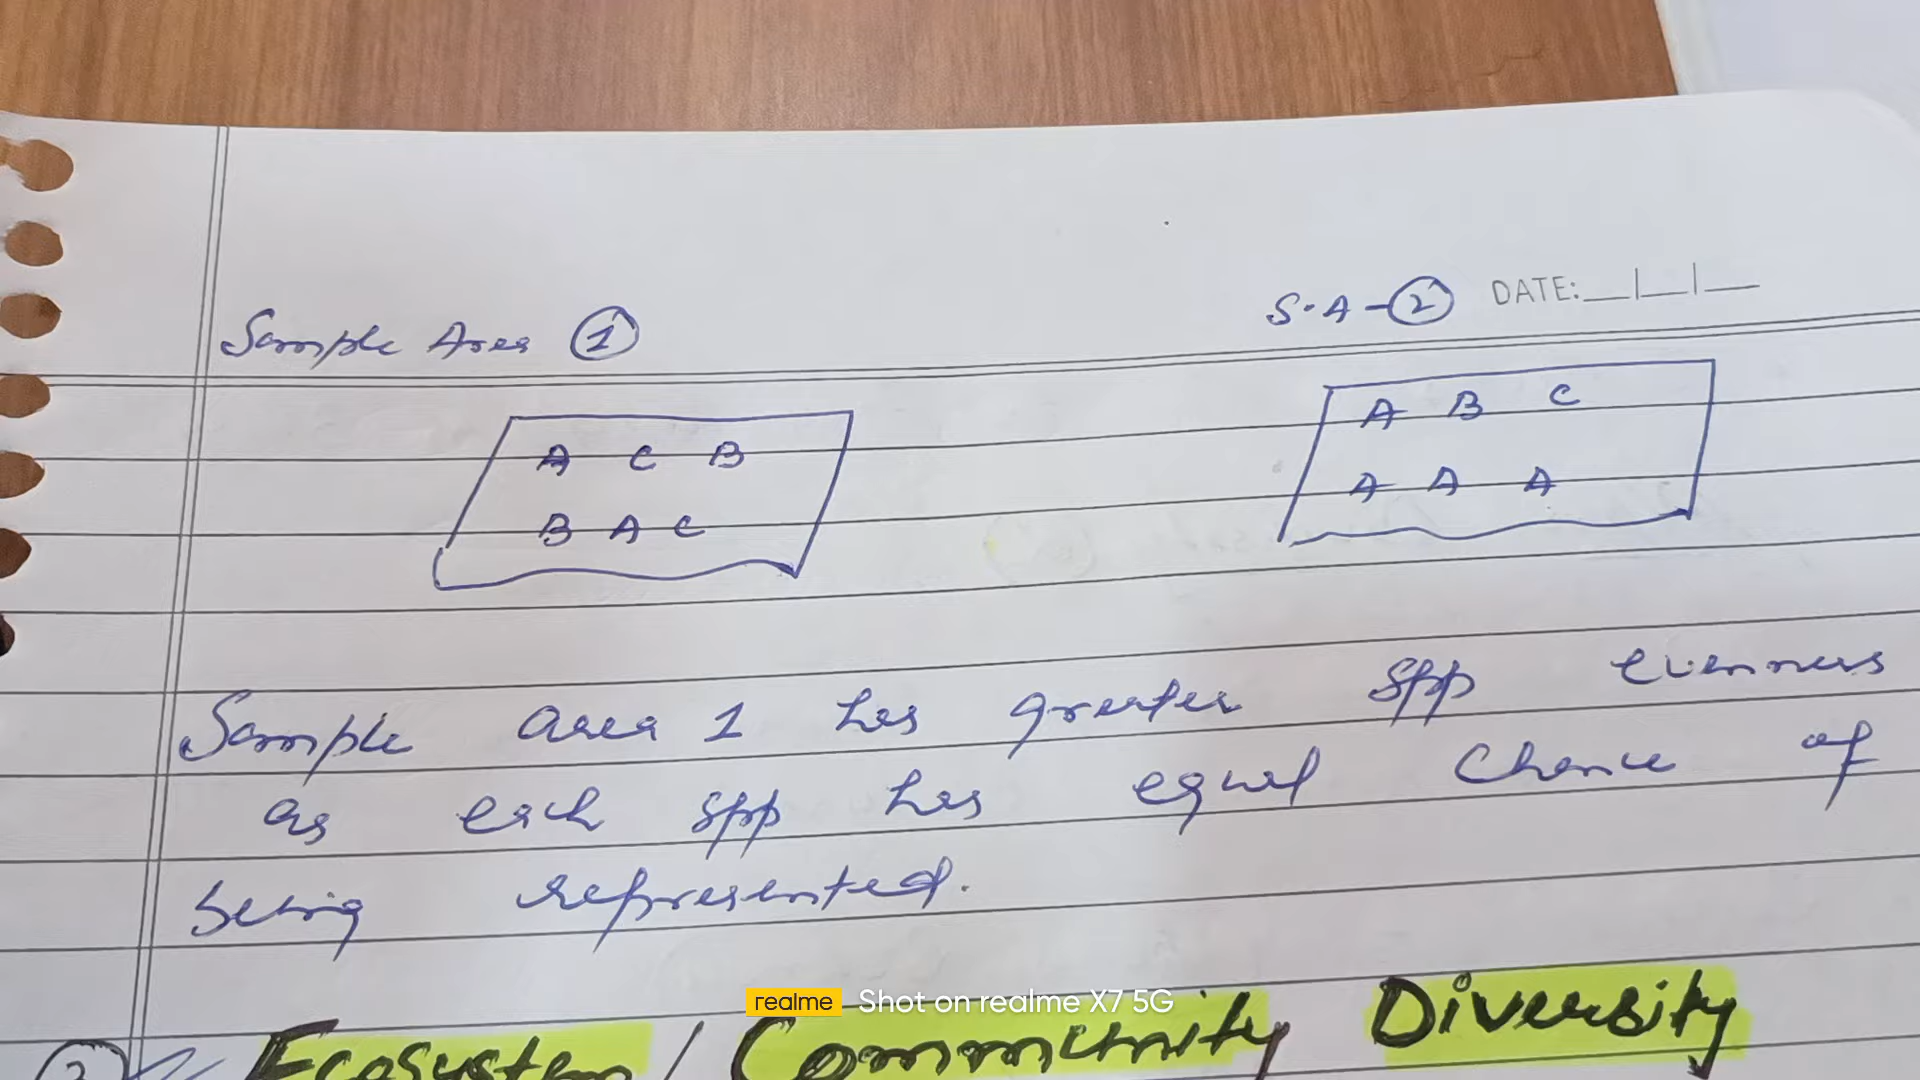 Sample Area 1
S.A-2 DATE:__|__|__
A C B
B A C
A B C
A A A
Sample area 1 has greater spp evenness
as each spp has equal chance of
being represented.
realme Shot on realme X7 5G
Ecosystem / Community Diversity